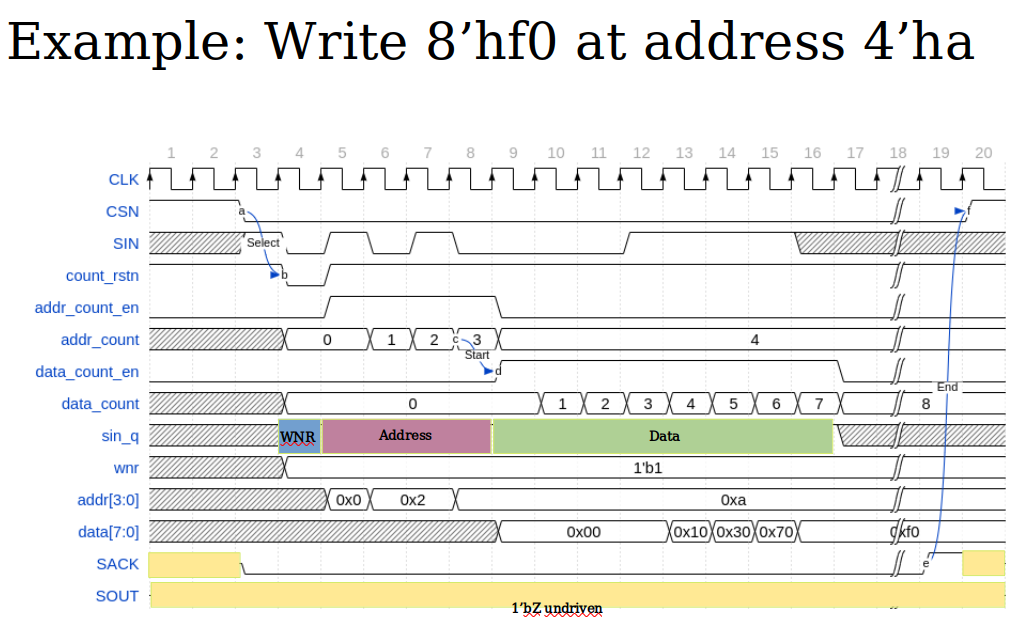 Example: Write 8’hf0 at address 4’ha
1 2 3 4 5 6 7 8 9 10 11 12 13 14 15 16 17 18 19 20
CLK
CSN a f
SIN Select
count_rstn b
addr_count_en
addr_count 0 1 2 c 3 4
Start
data_count_en d
End
data_count 0 1 2 3 4 5 6 7 8
sin_q WNR Address Data
wnr 1'b1
addr[3:0] 0x0 0x2 0xa
data[7:0] 0x00 0x10 0x30 0x70 0xf0
SACK e
SOUT
1’bZ undriven